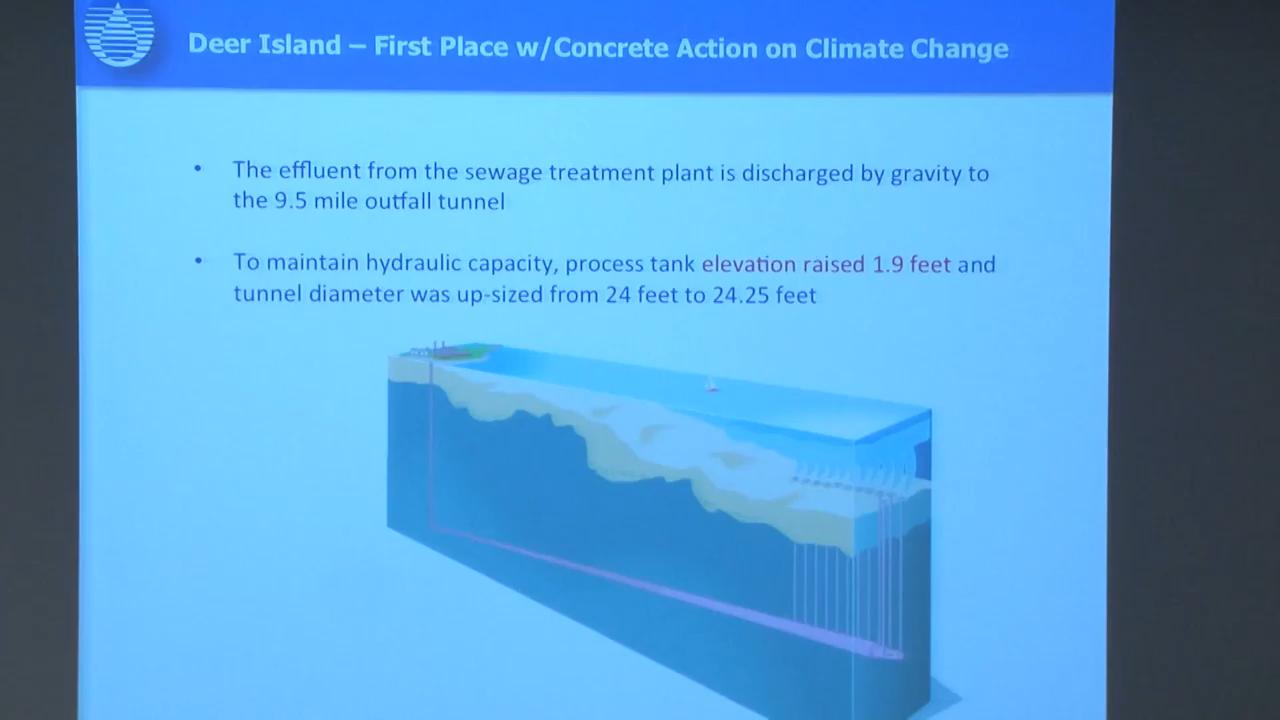 Deer Island – First Place w/Concrete Action on Climate Change
• The effluent from the sewage treatment plant is discharged by gravity to
the 9.5 mile outfall tunnel
• To maintain hydraulic capacity, process tank elevation raised 1.9 feet and
tunnel diameter was up-sized from 24 feet to 24.25 feet